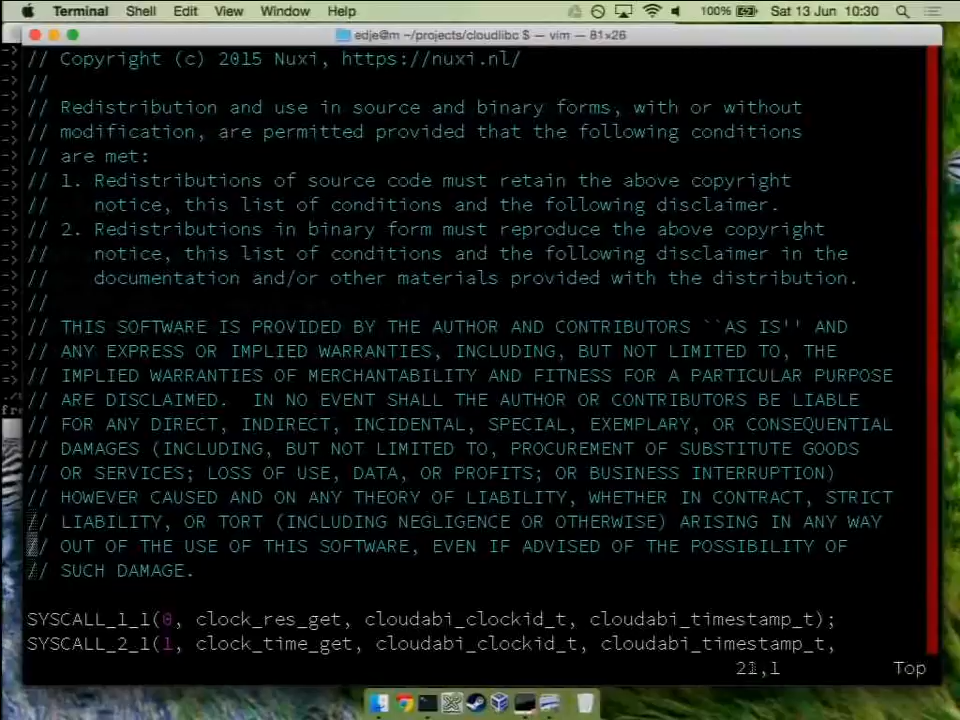 Terminal Shell Edit View Window Help 100% Sat 13 Jun 10:30
edje@m ~/projects/cloudlibc $ — vim — 81×26
// Copyright (c) 2015 Nuxi, https://nuxi.nl/
//
// Redistribution and use in source and binary forms, with or without
// modification, are permitted provided that the following conditions
// are met:
// 1. Redistributions of source code must retain the above copyright
//    notice, this list of conditions and the following disclaimer.
// 2. Redistributions in binary form must reproduce the above copyright
//    notice, this list of conditions and the following disclaimer in the
//    documentation and/or other materials provided with the distribution.
//
// THIS SOFTWARE IS PROVIDED BY THE AUTHOR AND CONTRIBUTORS ``AS IS'' AND
// ANY EXPRESS OR IMPLIED WARRANTIES, INCLUDING, BUT NOT LIMITED TO, THE
// IMPLIED WARRANTIES OF MERCHANTABILITY AND FITNESS FOR A PARTICULAR PURPOSE
// ARE DISCLAIMED.  IN NO EVENT SHALL THE AUTHOR OR CONTRIBUTORS BE LIABLE
// FOR ANY DIRECT, INDIRECT, INCIDENTAL, SPECIAL, EXEMPLARY, OR CONSEQUENTIAL
// DAMAGES (INCLUDING, BUT NOT LIMITED TO, PROCUREMENT OF SUBSTITUTE GOODS
// OR SERVICES; LOSS OF USE, DATA, OR PROFITS; OR BUSINESS INTERRUPTION)
// HOWEVER CAUSED AND ON ANY THEORY OF LIABILITY, WHETHER IN CONTRACT, STRICT
// LIABILITY, OR TORT (INCLUDING NEGLIGENCE OR OTHERWISE) ARISING IN ANY WAY
// OUT OF THE USE OF THIS SOFTWARE, EVEN IF ADVISED OF THE POSSIBILITY OF
// SUCH DAMAGE.
SYSCALL_1_1(0, clock_res_get, cloudabi_clockid_t, cloudabi_timestamp_t);
SYSCALL_2_1(1, clock_time_get, cloudabi_clockid_t, cloudabi_timestamp_t,
21,1 Top